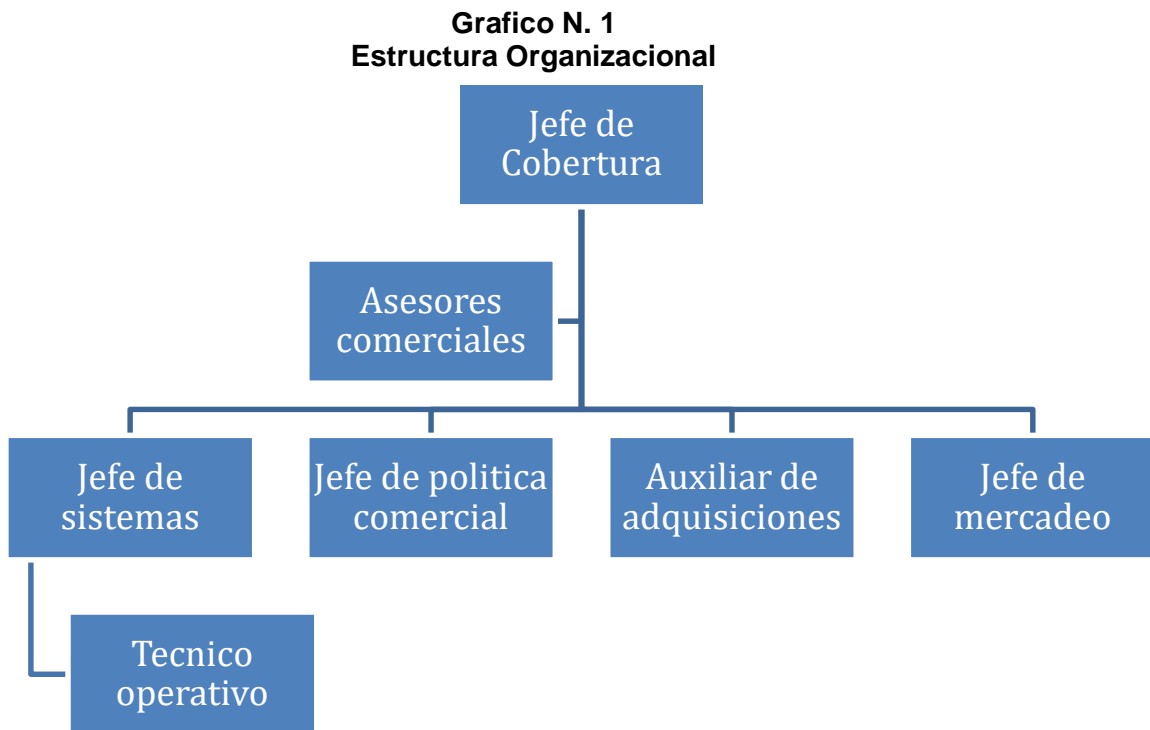 Grafico N. 1
Estructura Organizacional
Jefe de
Cobertura
Asesores
comerciales
Jefe de
sistemas
Jefe de politica
comercial
Auxiliar de
adquisiciones
Jefe de
mercadeo
Tecnico
operativo